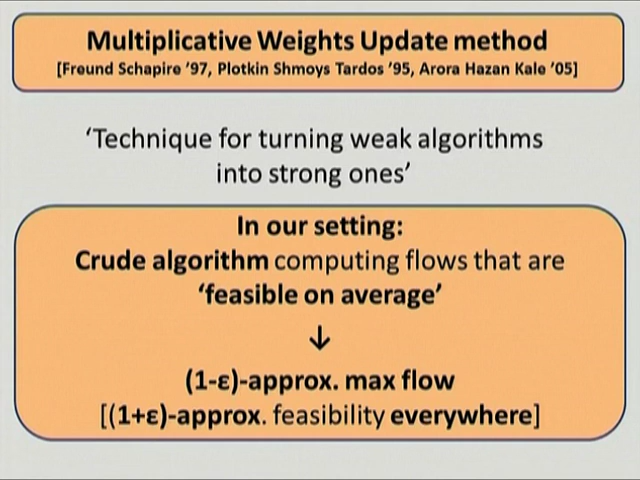 Multiplicative Weights Update method
[Freund Schapire ’97, Plotkin Shmoys Tardos ’95, Arora Hazan Kale ’05]
‘Technique for turning weak algorithms
into strong ones’
In our setting:
Crude algorithm computing flows that are
‘feasible on average’
↓
(1-ε)-approx. max flow
[(1+ε)-approx. feasibility everywhere]